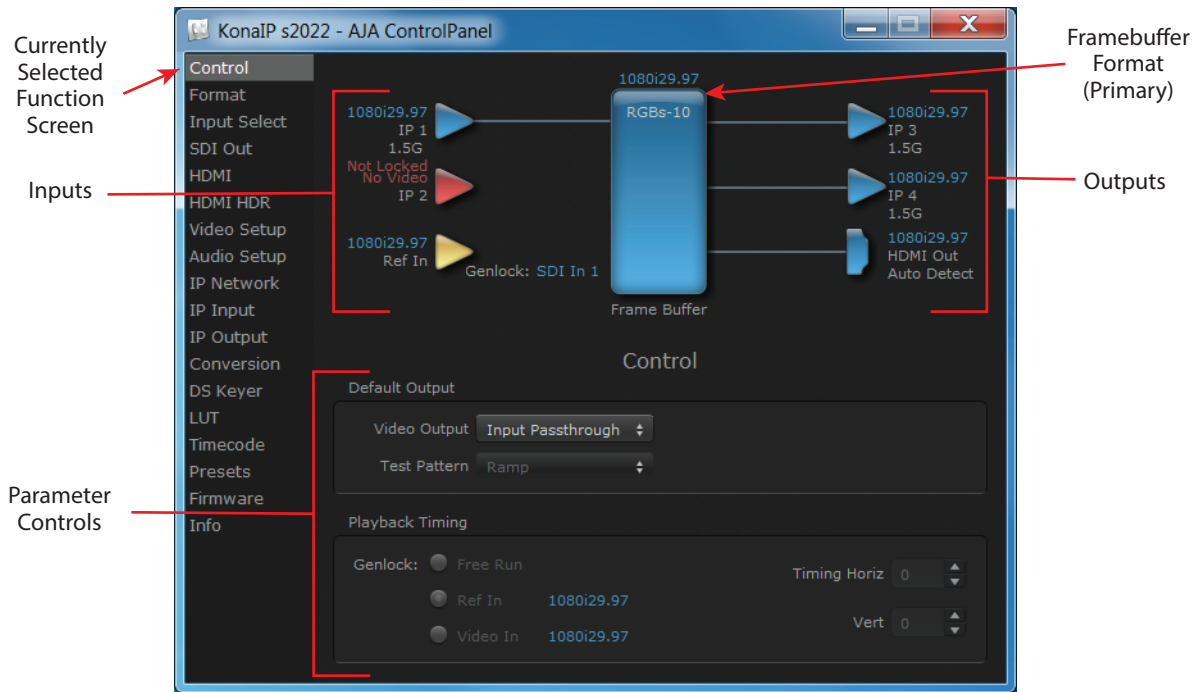 KonaIP s2022 - AJA ControlPanel
Currently
Selected
Function
Screen
Inputs
Parameter
Controls
Framebuffer
Format
(Primary)
Outputs
Control
Format
Input Select
SDI Out
HDMI
HDMI HDR
Video Setup
Audio Setup
IP Network
IP Input
IP Output
Conversion
DS Keyer
LUT
Timecode
Presets
Firmware
Info
1080i29.97
IP 1
1.5G
Not Locked
No Video
IP 2
1080i29.97
Ref In
Genlock: SDI In 1
1080i29.97
RGBs-10
Frame Buffer
1080i29.97
IP 3
1.5G
1080i29.97
IP 4
1.5G
1080i29.97
HDMI Out
Auto Detect
Control
Default Output
Video Output Input Passthrough
Test Pattern Ramp
Playback Timing
Genlock: Free Run
Ref In 1080i29.97
Video In 1080i29.97
Timing Horiz 0
Vert 0